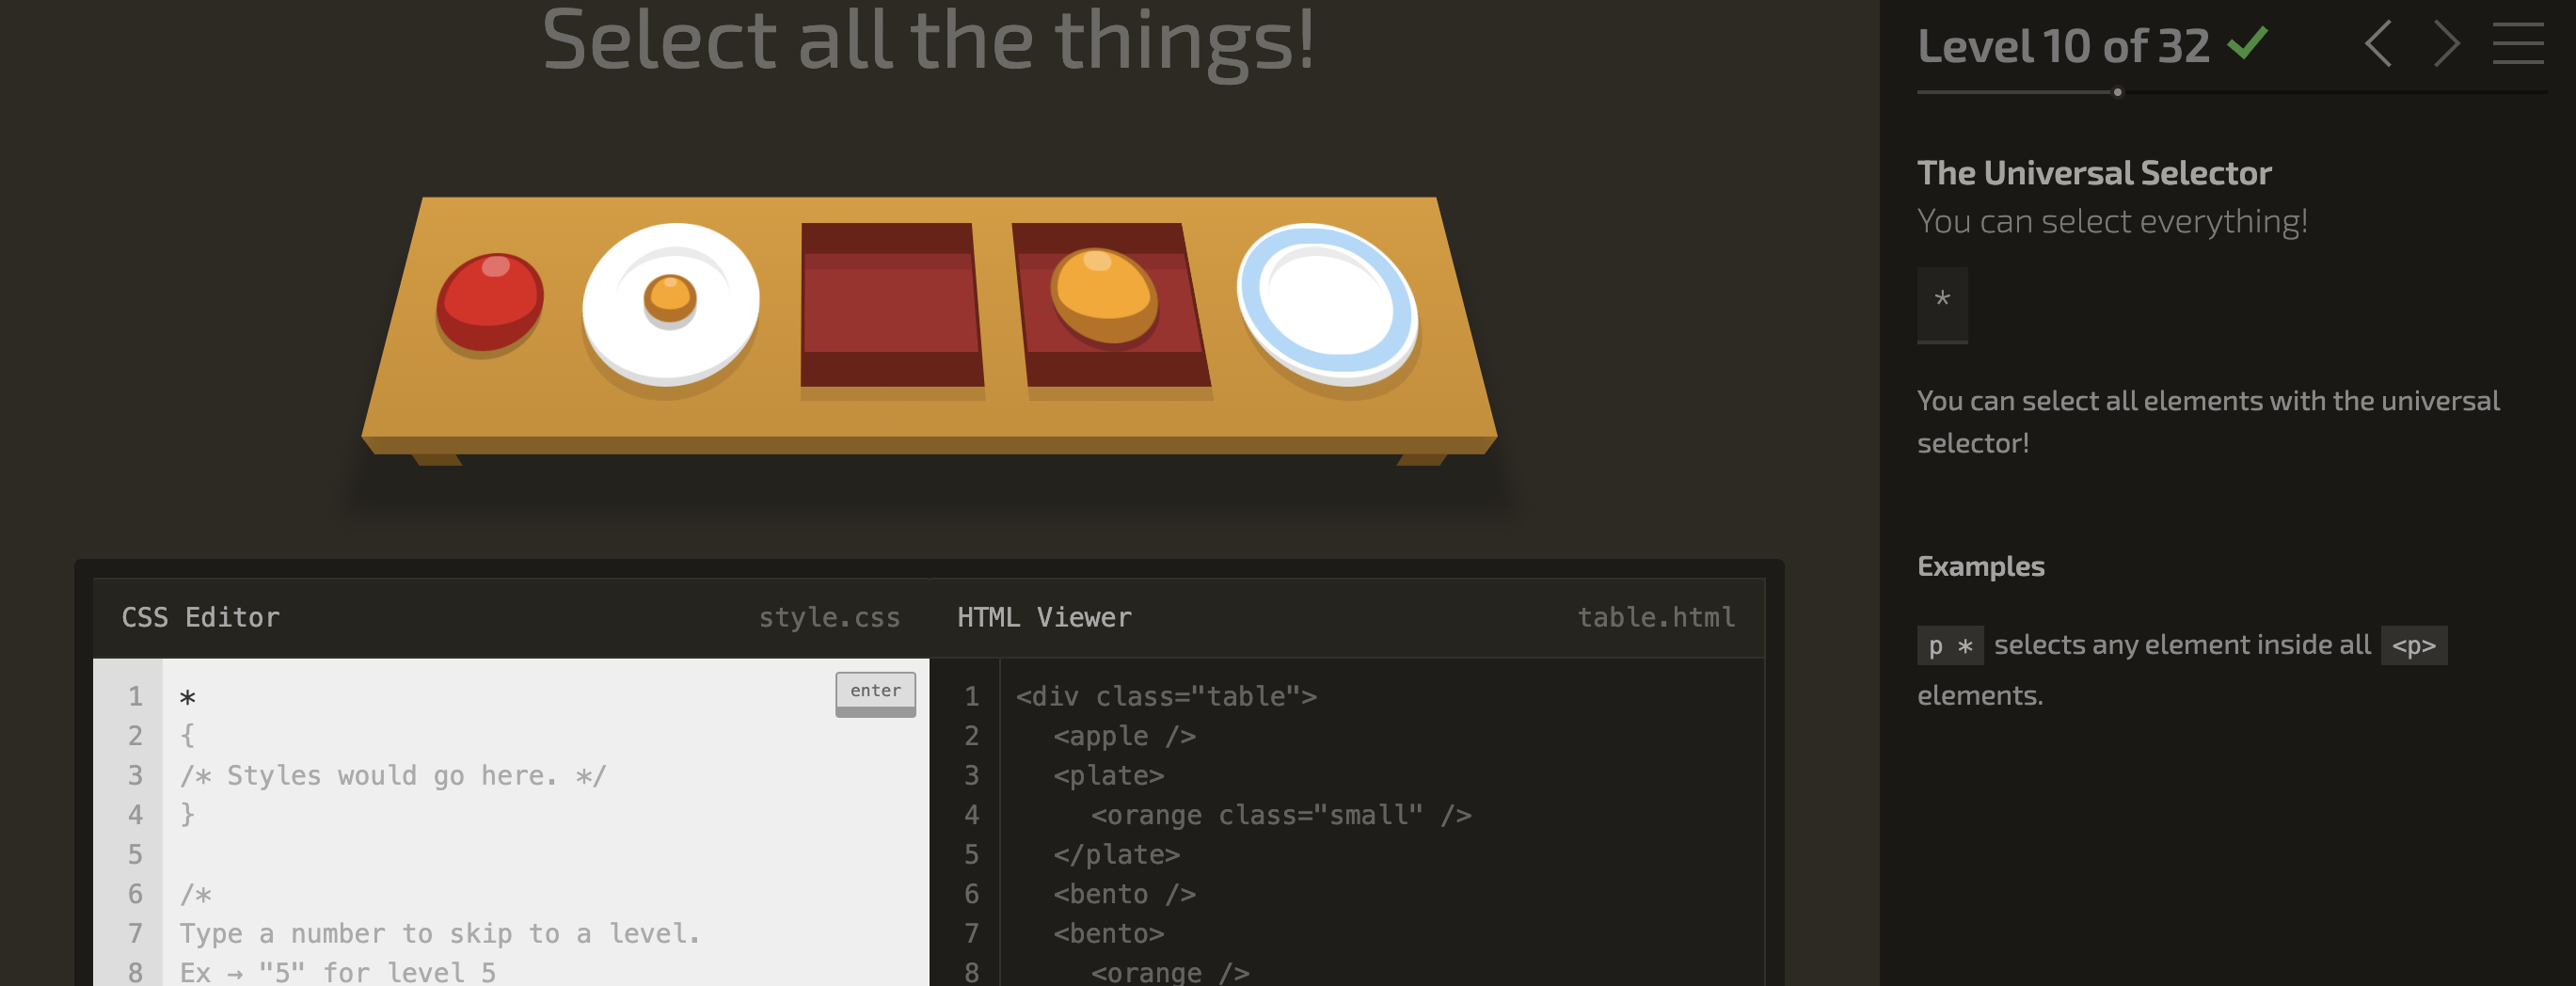 Select all the things!
CSS Editor style.css
1 *
enter
2 {
3 /* Styles would go here. */
4 }
5
6 /*
7 Type a number to skip to a level.
8 Ex → "5" for level 5
HTML Viewer table.html
1 <div class="table">
2 <apple />
3 <plate>
4 <orange class="small" />
5 </plate>
6 <bento />
7 <bento>
8 <orange />
Level 10 of 32
The Universal Selector
You can select everything!
*
You can select all elements with the universal
selector!
Examples
p * selects any element inside all <p>
elements.